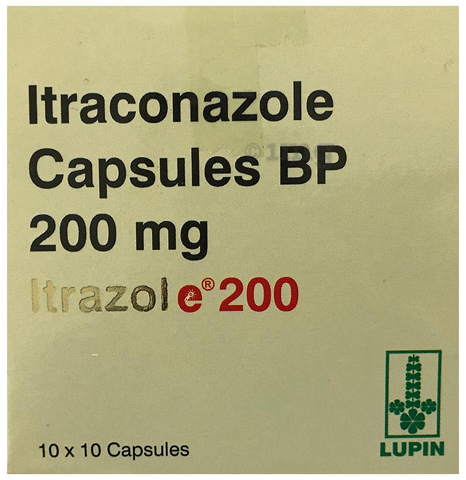 Itraconazole
Capsules BP
200 mg
Itrazole® 200
10 x 10 Capsules
LUPIN